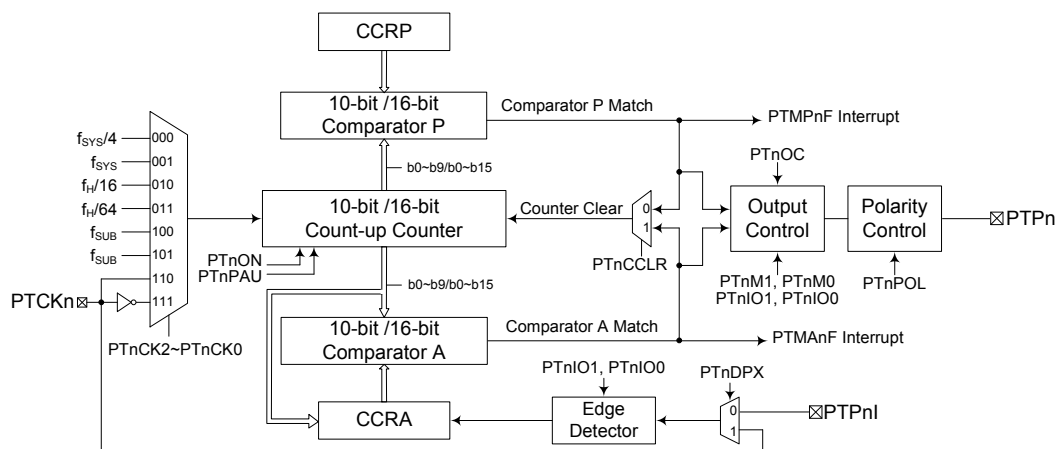 CCRP
10-bit /16-bit
Comparator P
Comparator P Match
PTMPnF Interrupt
b0~b9/b0~b15
PTnOC
fSYS/4
000
fSYS
001
fH/16
010
fH/64
011
fSUB
100
fSUB
101
110
111
PTCKn
PTnCK2~PTnCK0
10-bit /16-bit
Count-up Counter
PTnON
PTnPAU
Counter Clear
0
1
PTnCCLR
Output
Control
Polarity
Control
PTPn
PTnM1, PTnM0
PTnIO1, PTnIO0
PTnPOL
b0~b9/b0~b15
10-bit /16-bit
Comparator A
Comparator A Match
PTMAnF Interrupt
PTnIO1, PTnIO0
PTnDPX
CCRA
Edge
Detector
0
1
PTPnI